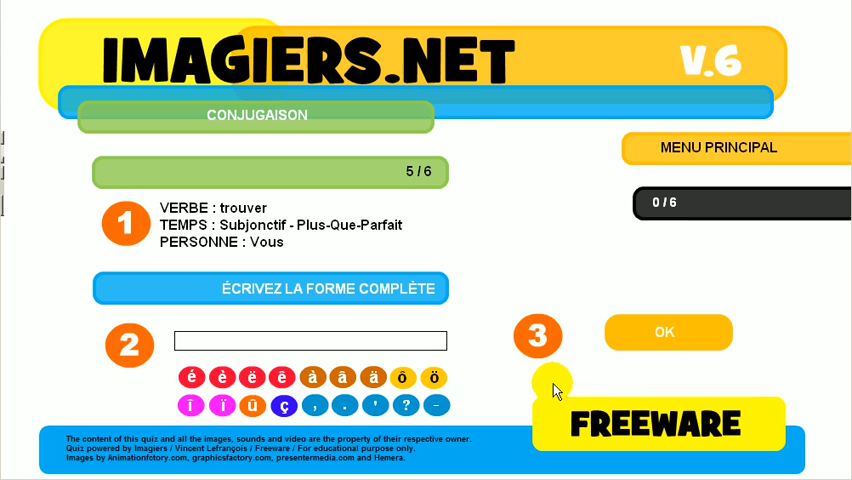 IMAGIERS.NET
V.6
CONJUGAISON
MENU PRINCIPAL
5 / 6
0 / 6
1
VERBE : trouver
TEMPS : Subjonctif - Plus-Que-Parfait
PERSONNE : Vous
ÉCRIVEZ LA FORME COMPLÈTE
2
3
OK
é è ë ê à â ä ô ö
î ï û ç , . ' ? -
FREEWARE
The content of this quiz and all the images, sounds and video are the property of their respective owner.
Quiz powered by Imagiers / Vincent Lefrançois / Freeware / For educational purpose only.
Images by Animationfctory.com, graphicsfactory.com, presentermedia.com and Hemera.